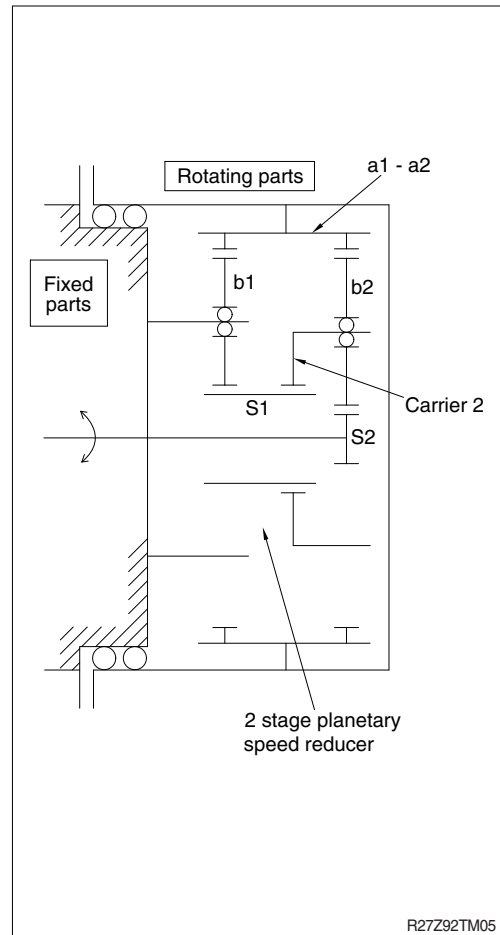 a1 - a2
Rotating parts
Fixed
parts
b1
b2
S1
Carrier 2
S2
2 stage planetary
speed reducer
R27Z92TM05